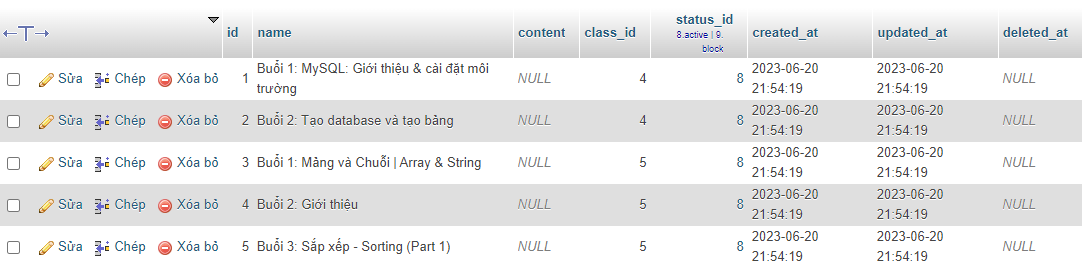 id name content class_id status_id created_at updated_at deleted_at
8.active | 9.
block
Sửa Chép Xóa bỏ 1 Buổi 1: MySQL: Giới thiệu & cài đặt môi NULL 4 8 2023-06-20 2023-06-20 NULL
trường 21:54:19 21:54:19
Sửa Chép Xóa bỏ 2 Buổi 2: Tạo database và tạo bảng NULL 4 8 2023-06-20 2023-06-20 NULL
21:54:19 21:54:19
Sửa Chép Xóa bỏ 3 Buổi 1: Mảng và Chuỗi | Array & String NULL 5 8 2023-06-20 2023-06-20 NULL
21:54:19 21:54:19
Sửa Chép Xóa bỏ 4 Buổi 2: Giới thiệu NULL 5 8 2023-06-20 2023-06-20 NULL
21:54:19 21:54:19
Sửa Chép Xóa bỏ 5 Buổi 3: Sắp xếp - Sorting (Part 1) NULL 5 8 2023-06-20 2023-06-20 NULL
21:54:19 21:54:19